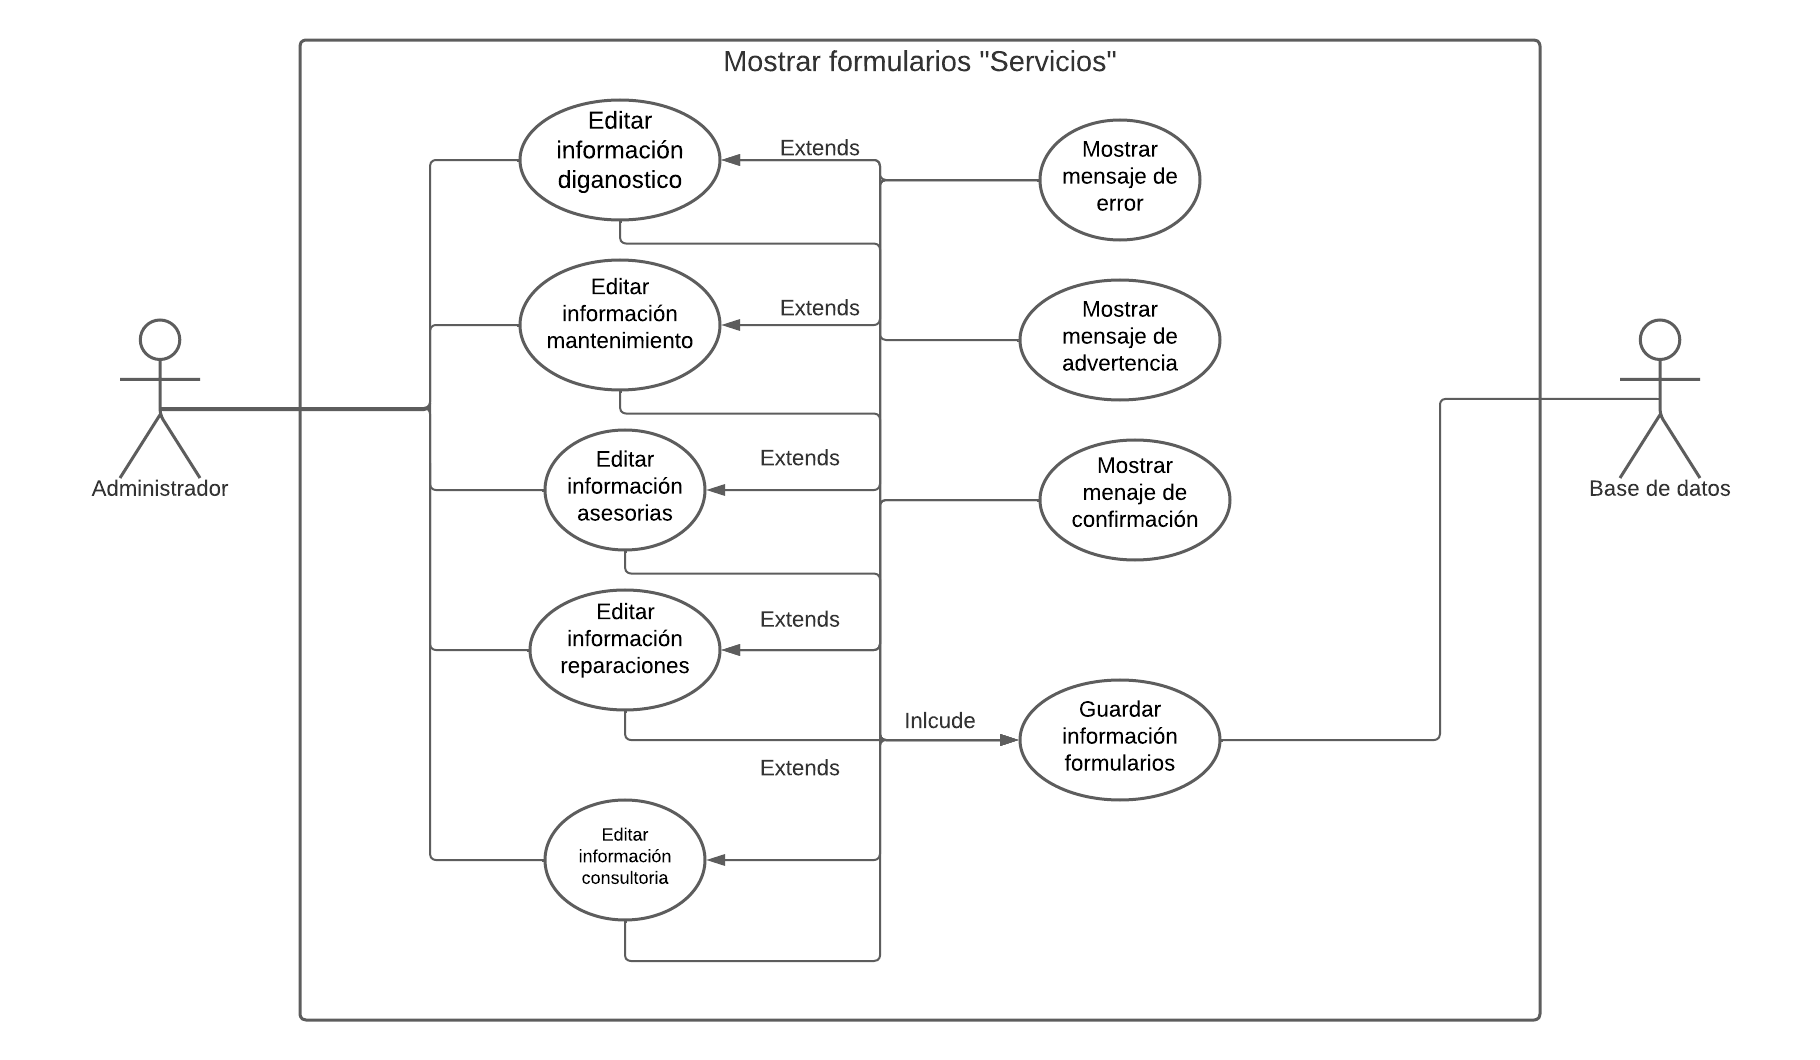 Mostrar formularios "Servicios"
Editar
información
diganostico
Extends
Mostrar
mensaje de
error
Editar
información
mantenimiento
Extends
Mostrar
mensaje de
advertencia
Administrador
Editar
información
asesorias
Extends
Mostrar
menaje de
confirmación
Base de datos
Editar
información
reparaciones
Extends
Inlcude
Guardar
información
formularios
Extends
Editar
información
consultoria